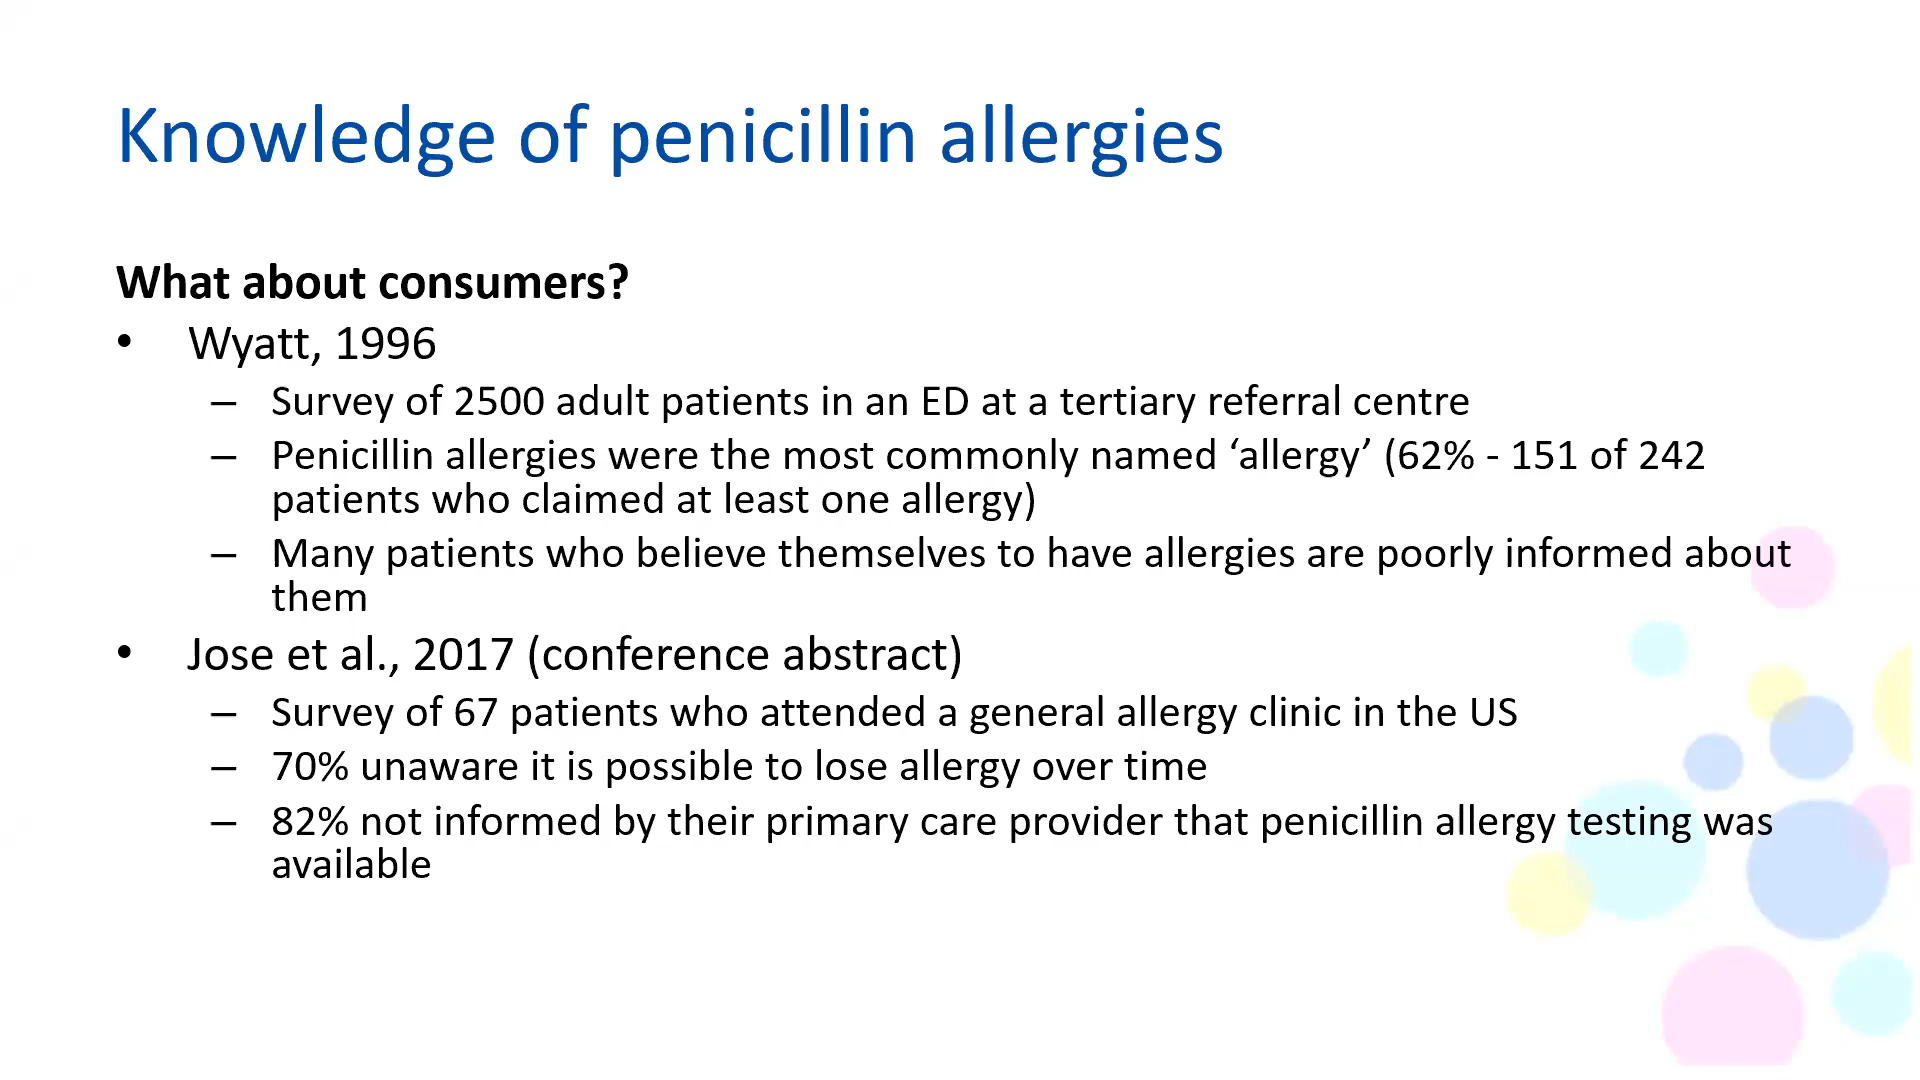 Knowledge of penicillin allergies
What about consumers?
• Wyatt, 1996
– Survey of 2500 adult patients in an ED at a tertiary referral centre
– Penicillin allergies were the most commonly named ‘allergy’ (62% - 151 of 242
patients who claimed at least one allergy)
– Many patients who believe themselves to have allergies are poorly informed about
them
• Jose et al., 2017 (conference abstract)
– Survey of 67 patients who attended a general allergy clinic in the US
– 70% unaware it is possible to lose allergy over time
– 82% not informed by their primary care provider that penicillin allergy testing was
available